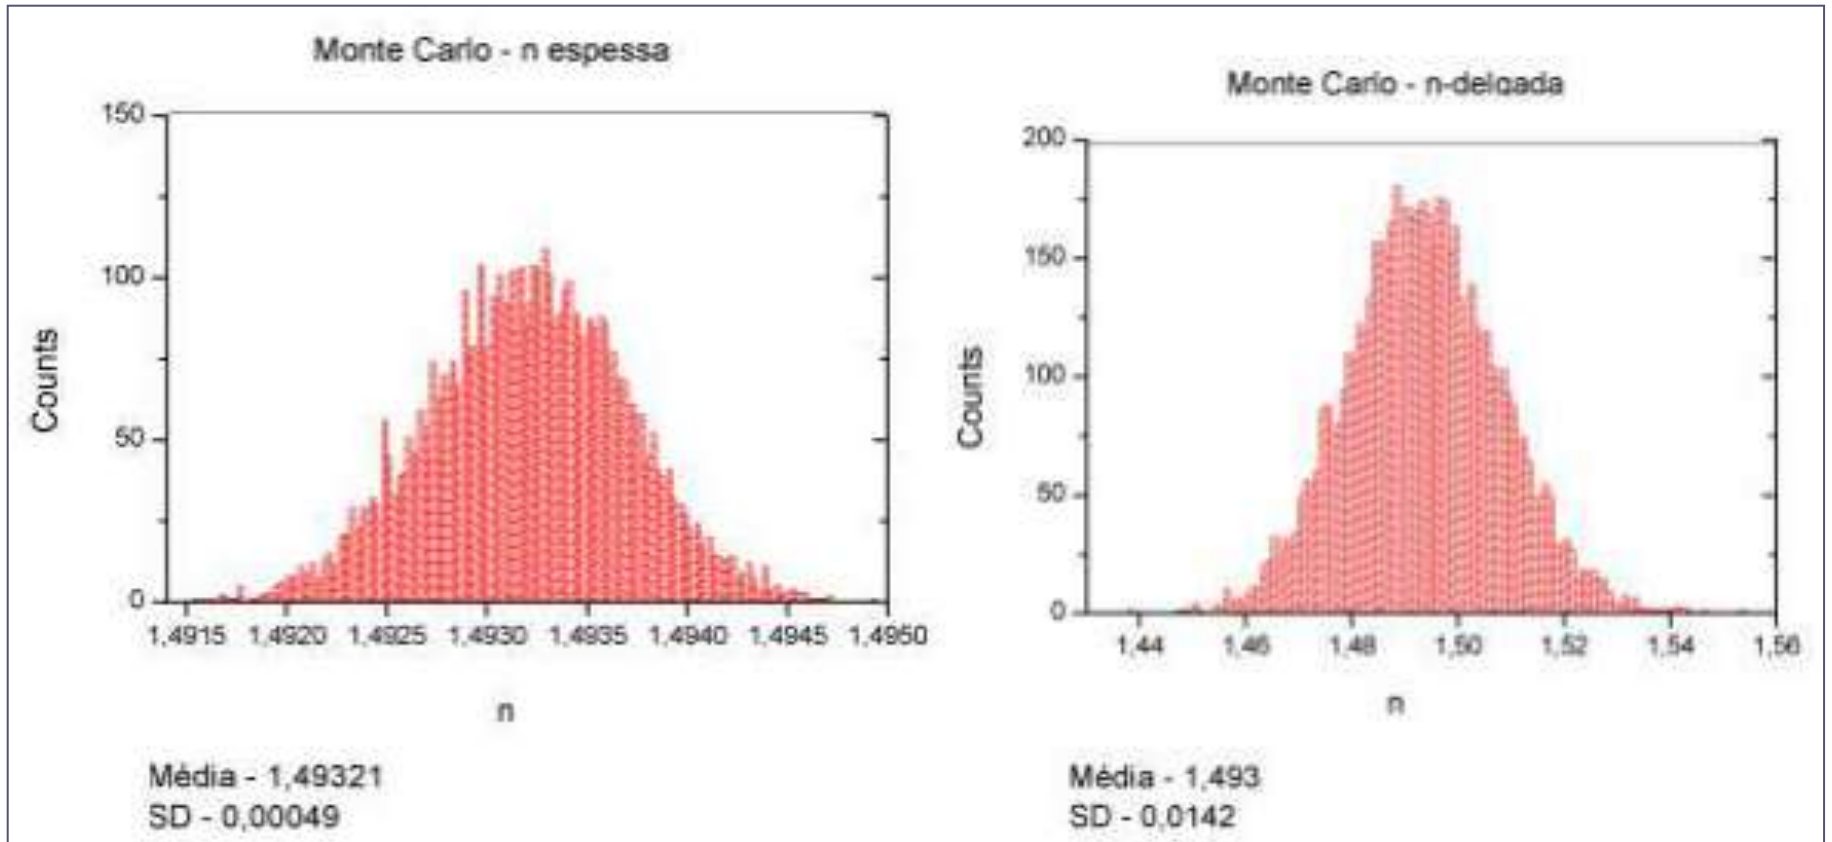 Monte Carlo - n espessa
150
100
50
0
Counts
1,4915 1,4920 1,4925 1,4930 1,4935 1,4940 1,4945 1,4950
n
Média - 1,49321
SD - 0,00049
Monte Carlo - n-delgada
200
150
100
50
0
Counts
1,44 1,46 1,48 1,50 1,52 1,54 1,56
n
Média - 1,493
SD - 0,0142